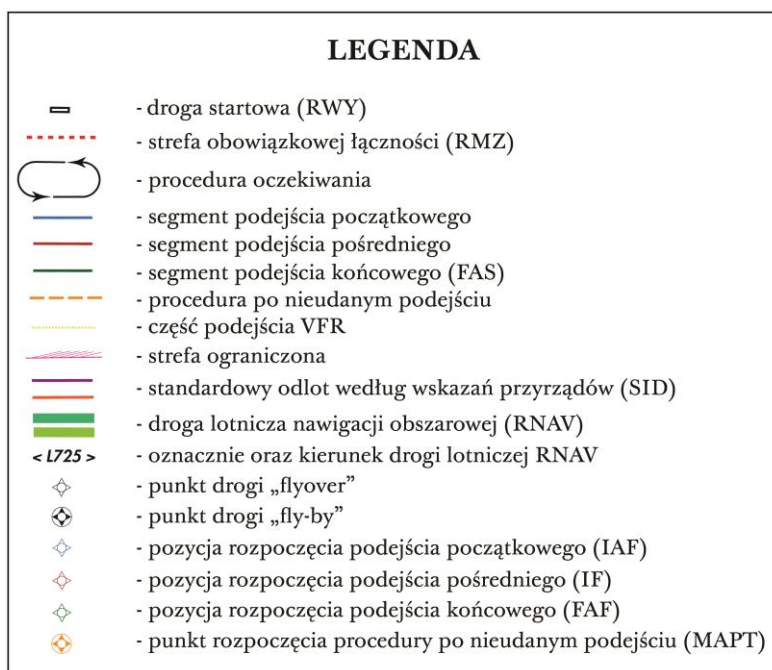 LEGENDA
- droga startowa (RWY)
- strefa obowiązkowej łączności (RMZ)
- procedura oczekiwania
- segment podejścia początkowego
- segment podejścia pośredniego
- segment podejścia końcowego (FAS)
- procedura po nieudanym podejściu
- część podejścia VFR
- strefa ograniczona
- standardowy odlot według wskazań przyrządów (SID)
- droga lotnicza nawigacji obszarowej (RNAV)
< L725 > - oznacznie oraz kierunek drogi lotniczej RNAV
- punkt drogi „flyover”
- punkt drogi „fly-by”
- pozycja rozpoczęcia podejścia początkowego (IAF)
- pozycja rozpoczęcia podejścia pośredniego (IF)
- pozycja rozpoczęcia podejścia końcowego (FAF)
- punkt rozpoczęcia procedury po nieudanym podejściu (MAPT)